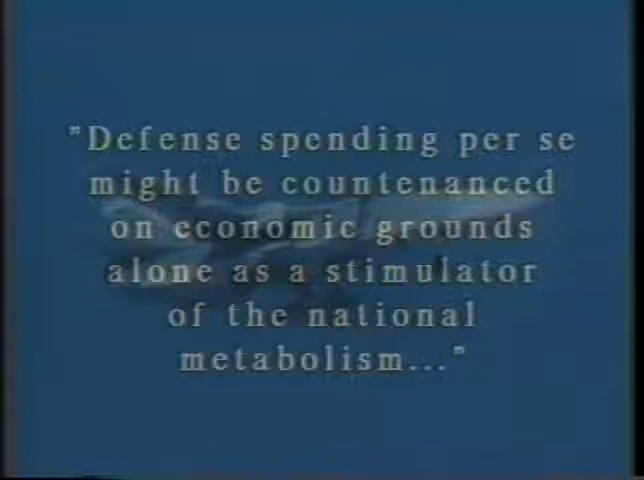 "Defense spending per se
might be countenanced
on economic grounds
alone as a stimulator
of the national
metabolism..."